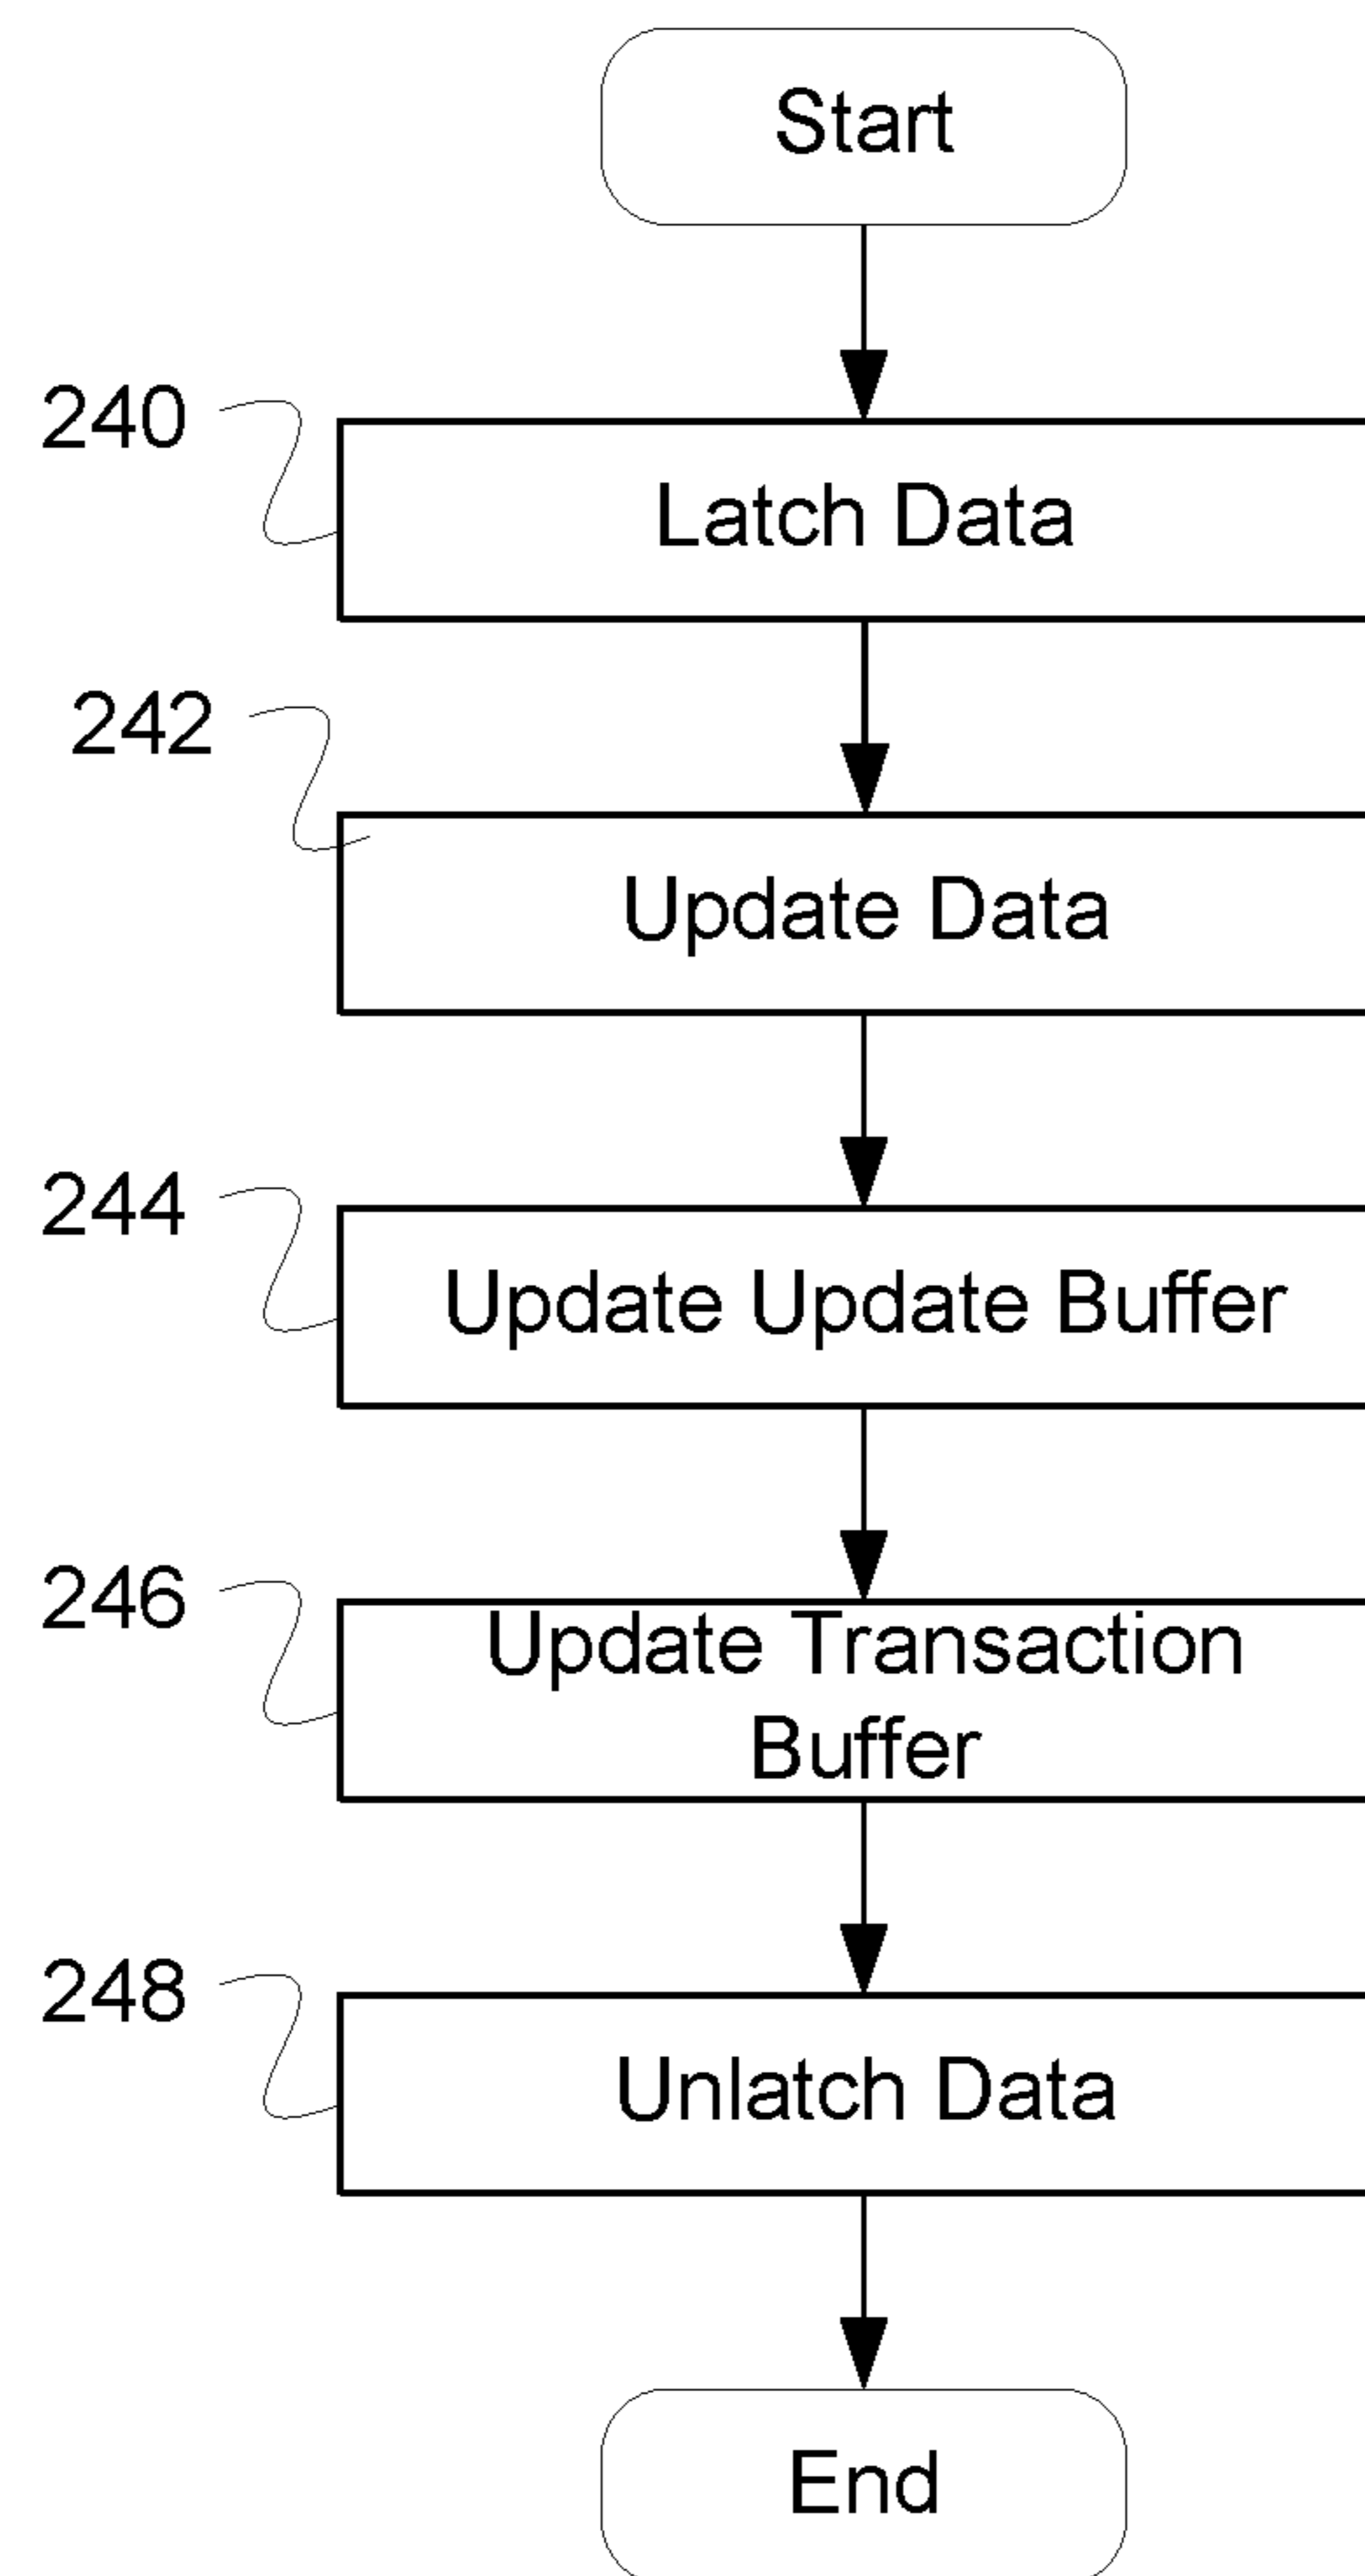 Start
240
Latch Data
242
Update Data
244
Update Update Buffer
246
Update Transaction
Buffer
248
Unlatch Data
End